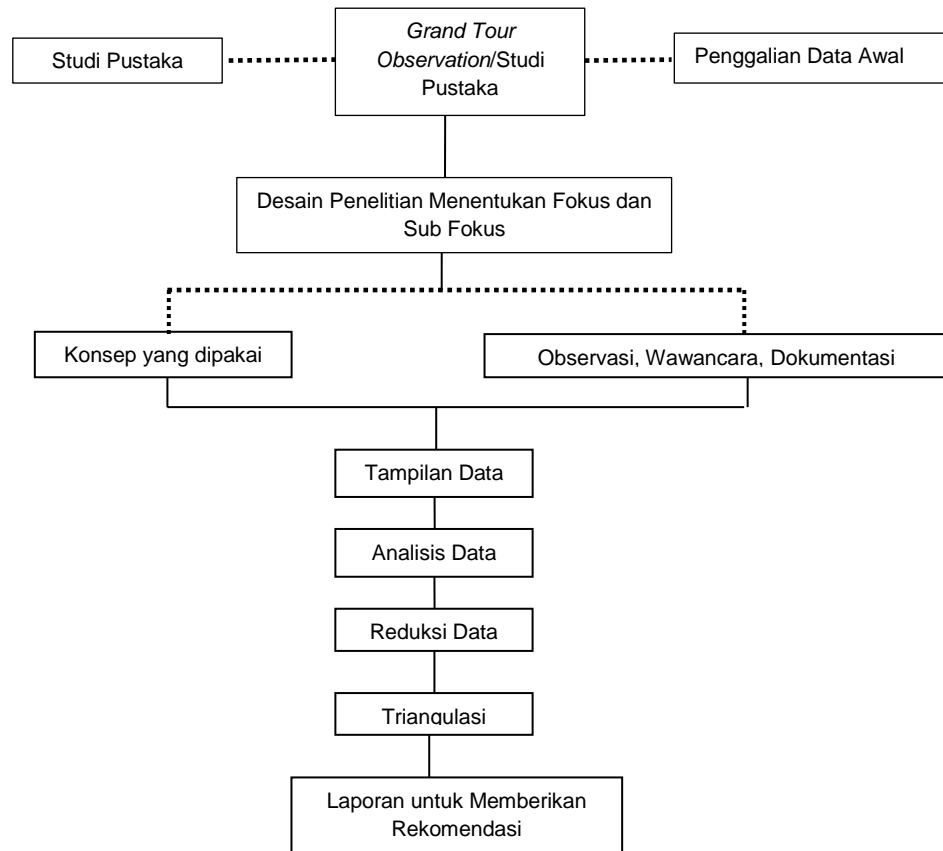 Grand Tour
Studi Pustaka
Observation/Studi
Penggalian Data Awal
Pustaka
Desain Penelitian Menentukan Fokus dan
Sub Fokus
Konsep yang dipakai
Observasi, Wawancara, Dokumentasi
Tampilan Data
Analisis Data
Reduksi Data
Triangulasi
Laporan untuk Memberikan
Rekomendasi